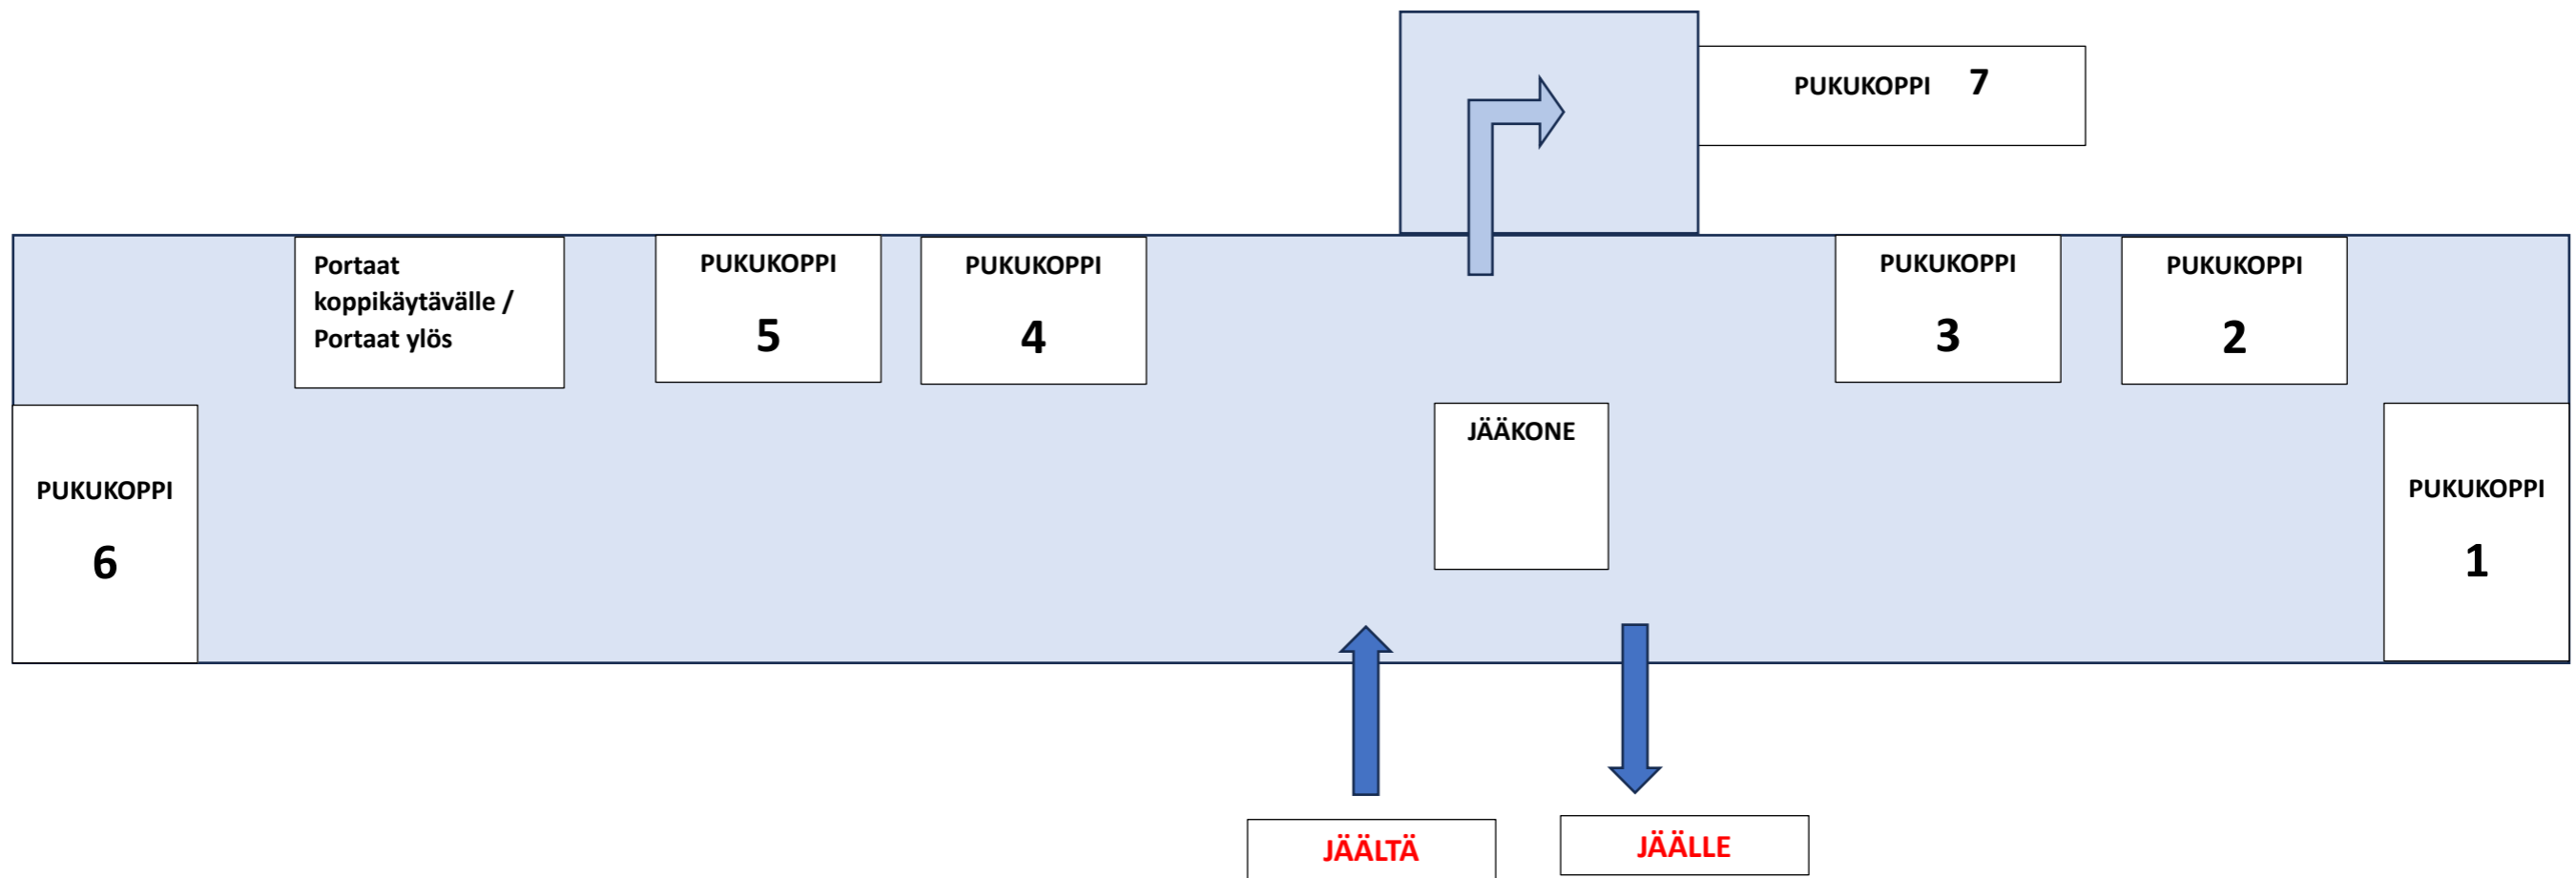 PUKUKOPPI 7
Portaat
koppikäytävälle /
Portaat ylös
PUKUKOPPI
5
PUKUKOPPI
4
PUKUKOPPI
3
PUKUKOPPI
2
JÄÄKONE
PUKUKOPPI
6
PUKUKOPPI
1
JÄÄLTÄ
JÄÄLLE